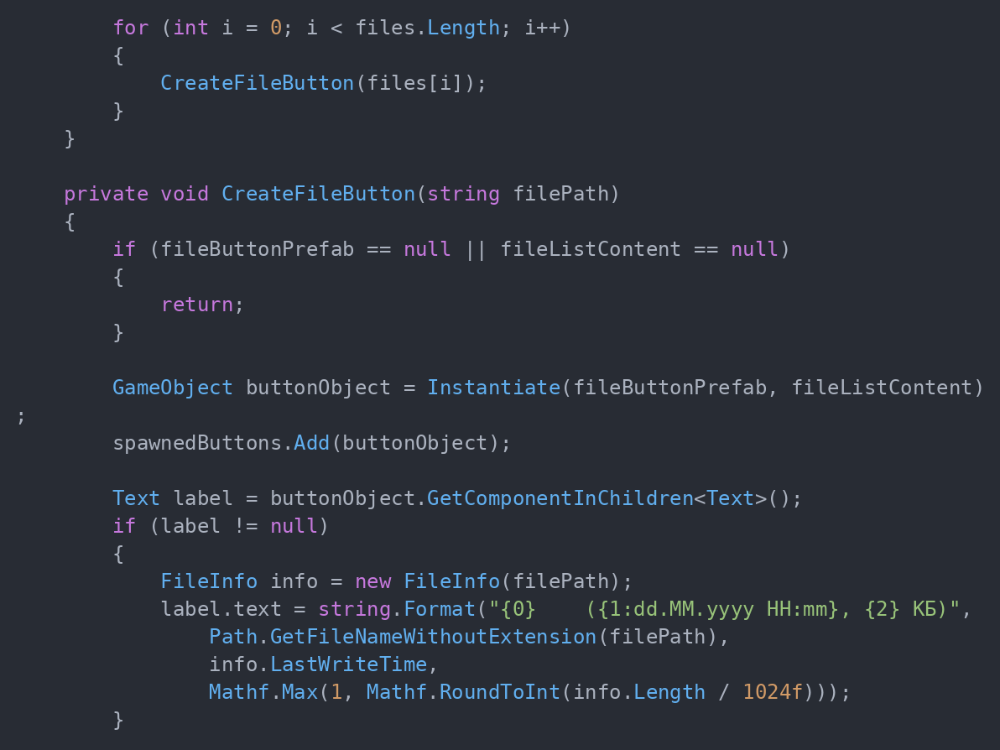 for (int i = 0; i < files.Length; i++)
        {
            CreateFileButton(files[i]);
        }
    }

    private void CreateFileButton(string filePath)
    {
        if (fileButtonPrefab == null || fileListContent == null)
        {
            return;
        }

        GameObject buttonObject = Instantiate(fileButtonPrefab, fileListContent)
;
        spawnedButtons.Add(buttonObject);

        Text label = buttonObject.GetComponentInChildren<Text>();
        if (label != null)
        {
            FileInfo info = new FileInfo(filePath);
            label.text = string.Format("{0}    ({1:dd.MM.yyyy HH:mm}, {2} КБ)",
                Path.GetFileNameWithoutExtension(filePath),
                info.LastWriteTime,
                Mathf.Max(1, Mathf.RoundToInt(info.Length / 1024f)));
        }